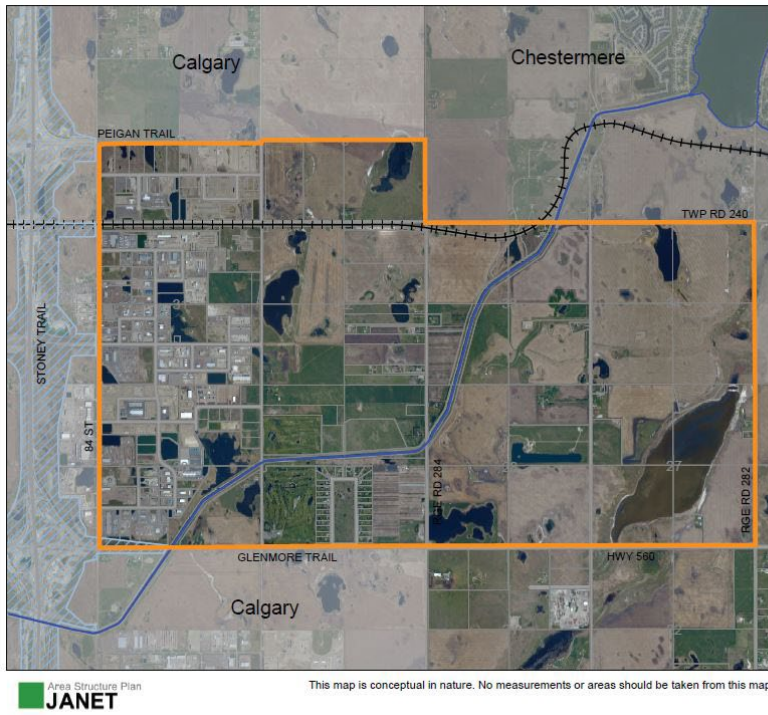 Calgary
Chestermere
PEIGAN TRAIL
TWP RD 240
STONEY TRAIL
84 ST
RGE RD 284
27
RGE RD 282
GLENMORE TRAIL
HWY 560
Calgary
Area Structure Plan
JANET
This map is conceptual in nature. No measurements or areas should be taken from this map